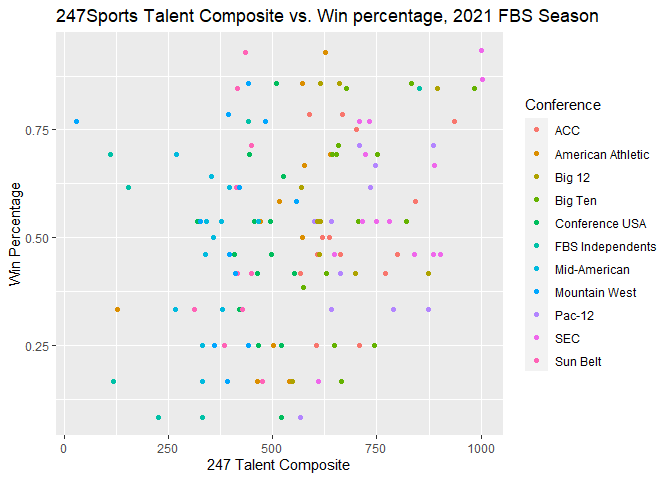 247Sports Talent Composite vs. Win percentage, 2021 FBS Season
Win Percentage
0.75
0.50
0.25
0
250
500
750
1000
247 Talent Composite
Conference
ACC
American Athletic
Big 12
Big Ten
Conference USA
FBS Independents
Mid-American
Mountain West
Pac-12
SEC
Sun Belt